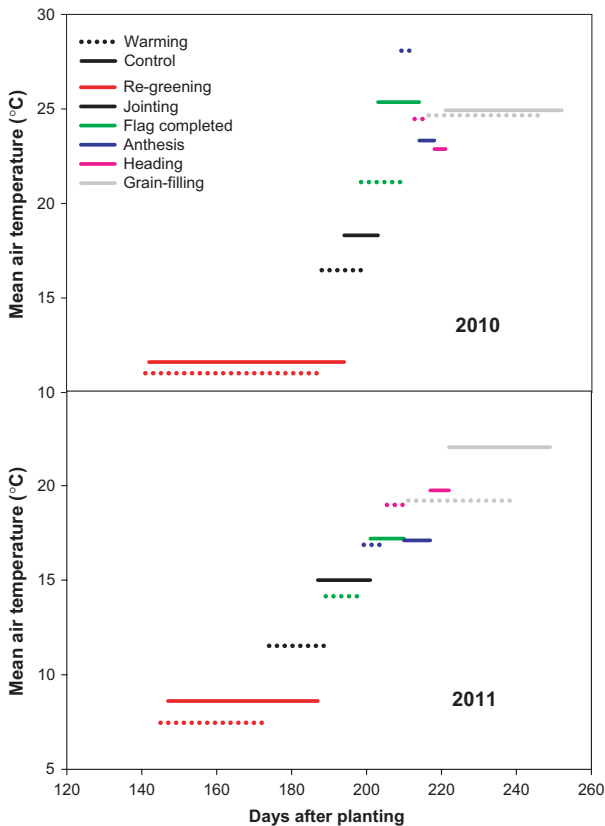 30
Warming
Control
Re-greening
Jointing
Flag completed
Anthesis
Heading
Grain-filling
25
20
15
10
Mean air temperature (°C)
2010
20
15
10
5
Mean air temperature (°C)
2011
120 140 160 180 200 220 240 260
Days after planting